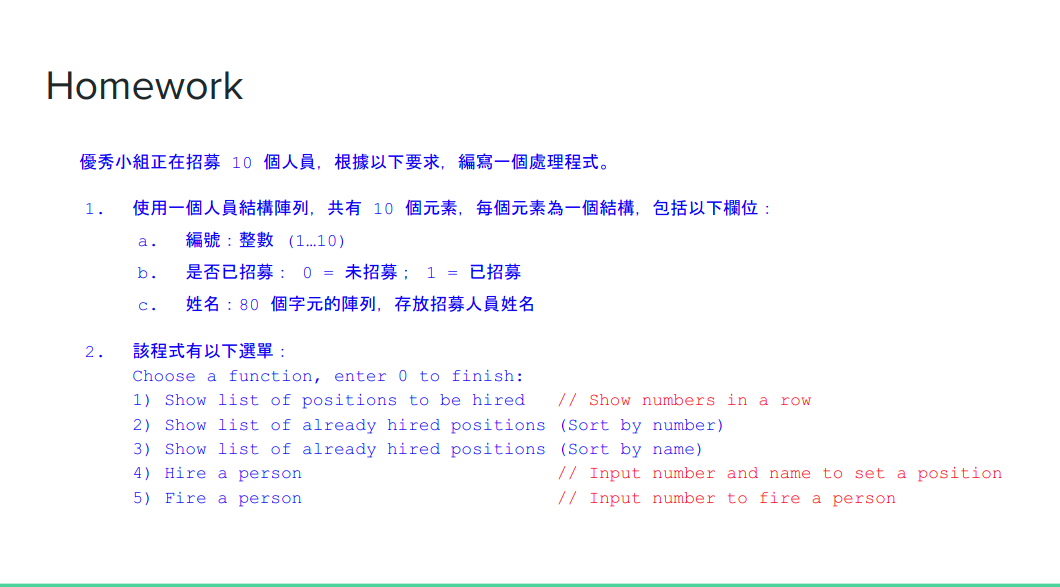 Homework
優秀小組正在招募 10 個人員，根據以下要求，編寫一個處理程式。
1. 使用一個人員結構陣列，共有 10 個元素，每個元素為一個結構，包括以下欄位：
a. 編號：整數 (1…10)
b. 是否已招募： 0 = 未招募； 1 = 已招募
c. 姓名：80 個字元的陣列，存放招募人員姓名
2. 該程式有以下選單：
Choose a function, enter 0 to finish:
1) Show list of positions to be hired // Show numbers in a row
2) Show list of already hired positions (Sort by number)
3) Show list of already hired positions (Sort by name)
4) Hire a person // Input number and name to set a position
5) Fire a person // Input number to fire a person